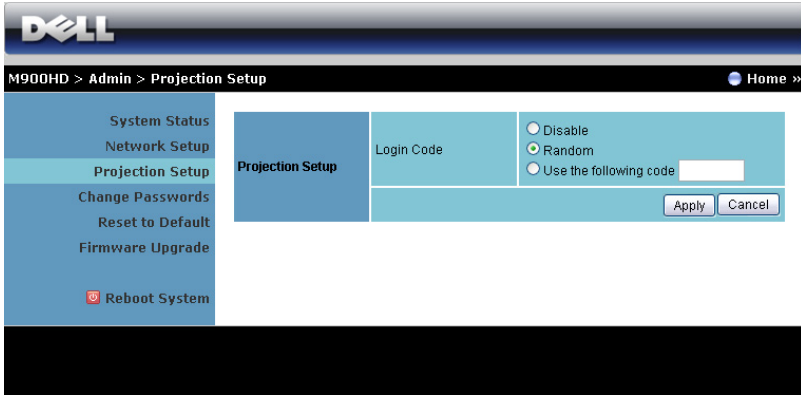 DELL
M900HD > Admin > Projection Setup
Home »
System Status
Network Setup
Projection Setup
Change Passwords
Reset to Default
Firmware Upgrade
Reboot System
Projection Setup
Login Code
Disable
Random
Use the following code
Apply
Cancel